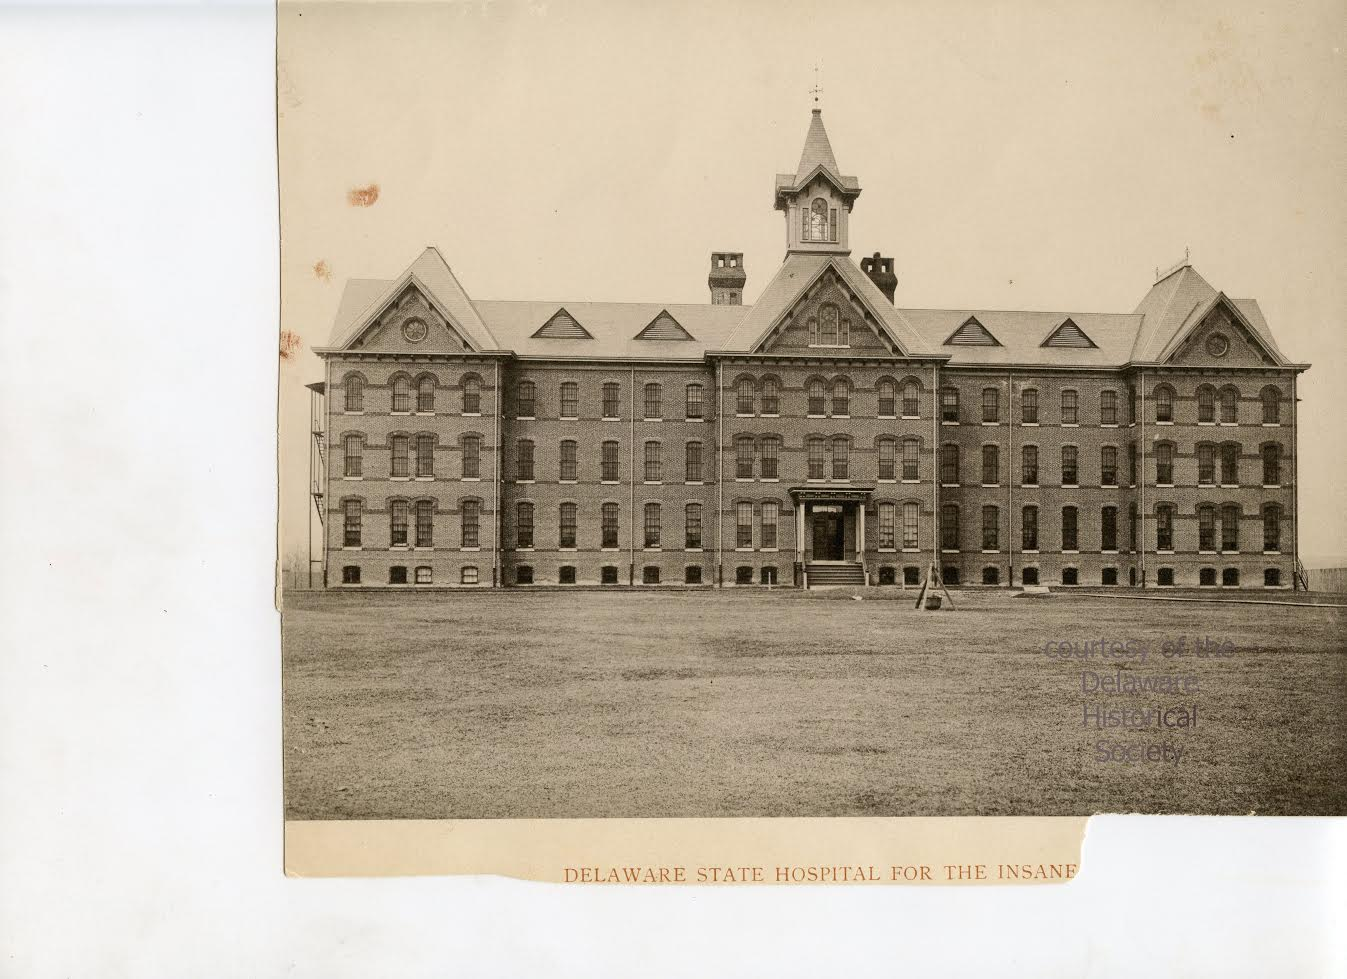 courtesy of the
Delaware
Historical
Society
DELAWARE STATE HOSPITAL FOR THE INSANE